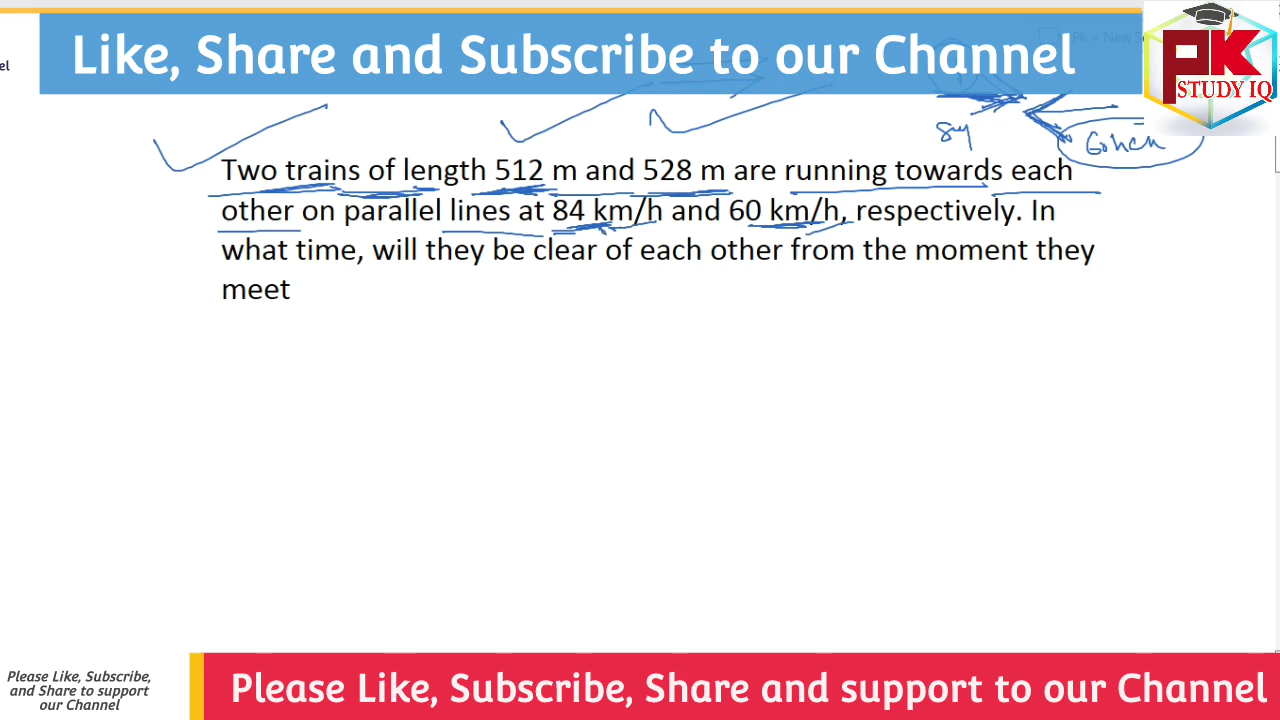 Like, Share and Subscribe to our Channel
PK
STUDY IQ
el
Two trains of length 512 m and 528 m are running towards each
other on parallel lines at 84 km/h and 60 km/h, respectively. In
what time, will they be clear of each other from the moment they
meet
Please Like, Subscribe,
and Share to support
our Channel
Please Like, Subscribe, Share and support to our Channel